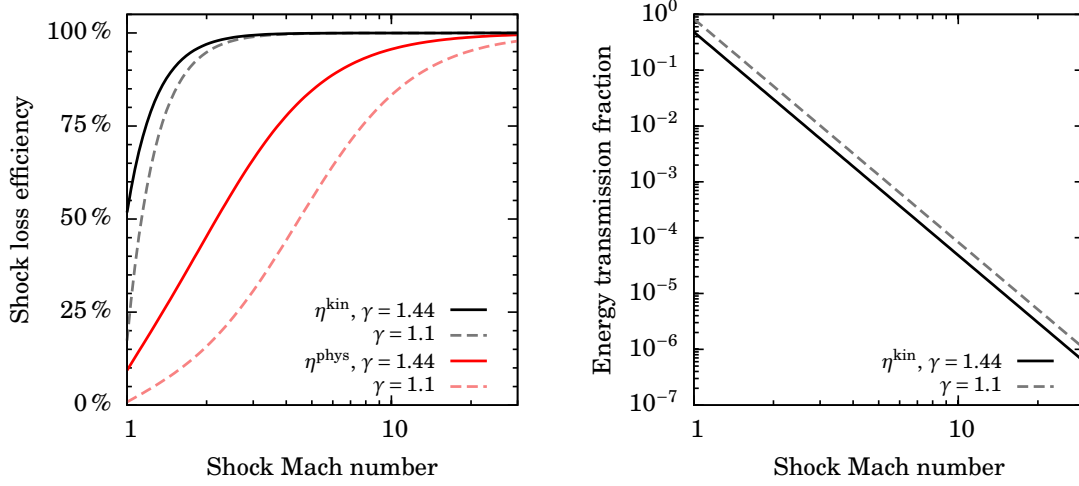 100 %
75 %
50 %
25 %
0 %
Shock loss efficiency
η^kin, γ = 1.44
γ = 1.1
η^phys, γ = 1.44
γ = 1.1
1
10
Shock Mach number
10^0
10^−1
10^−2
10^−3
10^−4
10^−5
10^−6
10^−7
Energy transmission fraction
η^kin, γ = 1.44
γ = 1.1
1
10
Shock Mach number